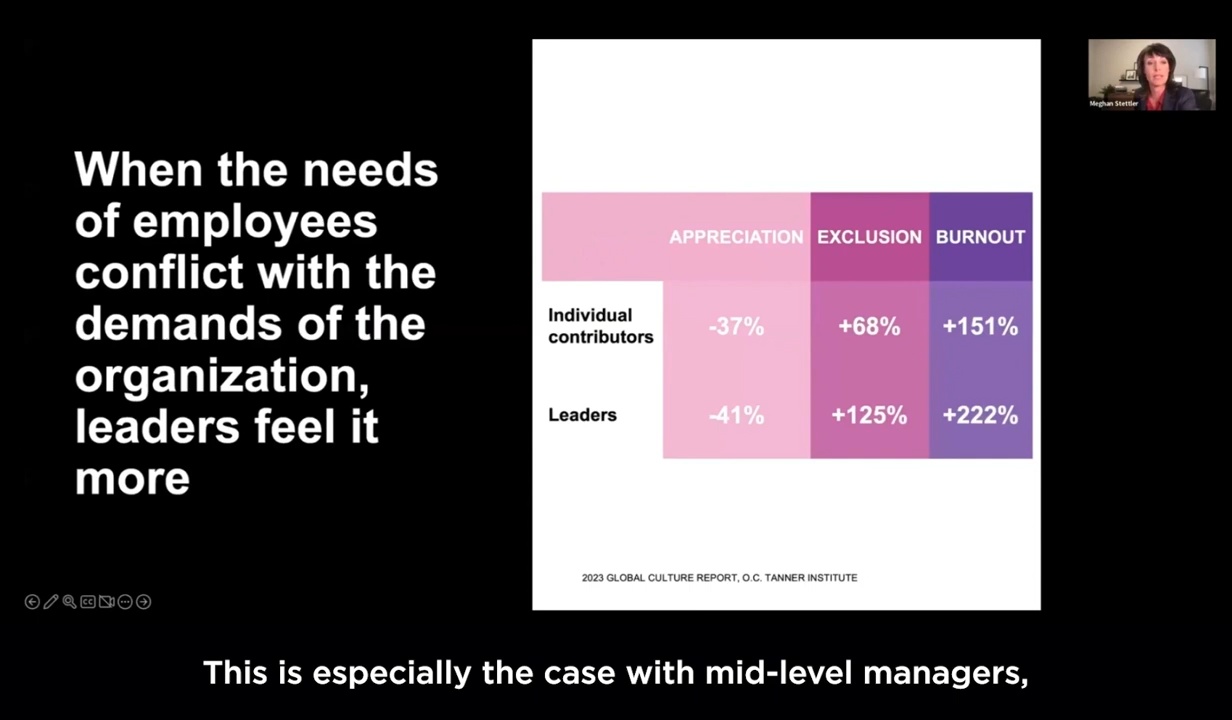 When the needs
of employees
conflict with the
demands of the
organization,
leaders feel it
more
APPRECIATION EXCLUSION BURNOUT
Individual
contributors
-37% +68% +151%
Leaders -41% +125% +222%
2023 GLOBAL CULTURE REPORT, O.C. TANNER INSTITUTE
Meghan Stettler
CC
This is especially the case with mid-level managers,